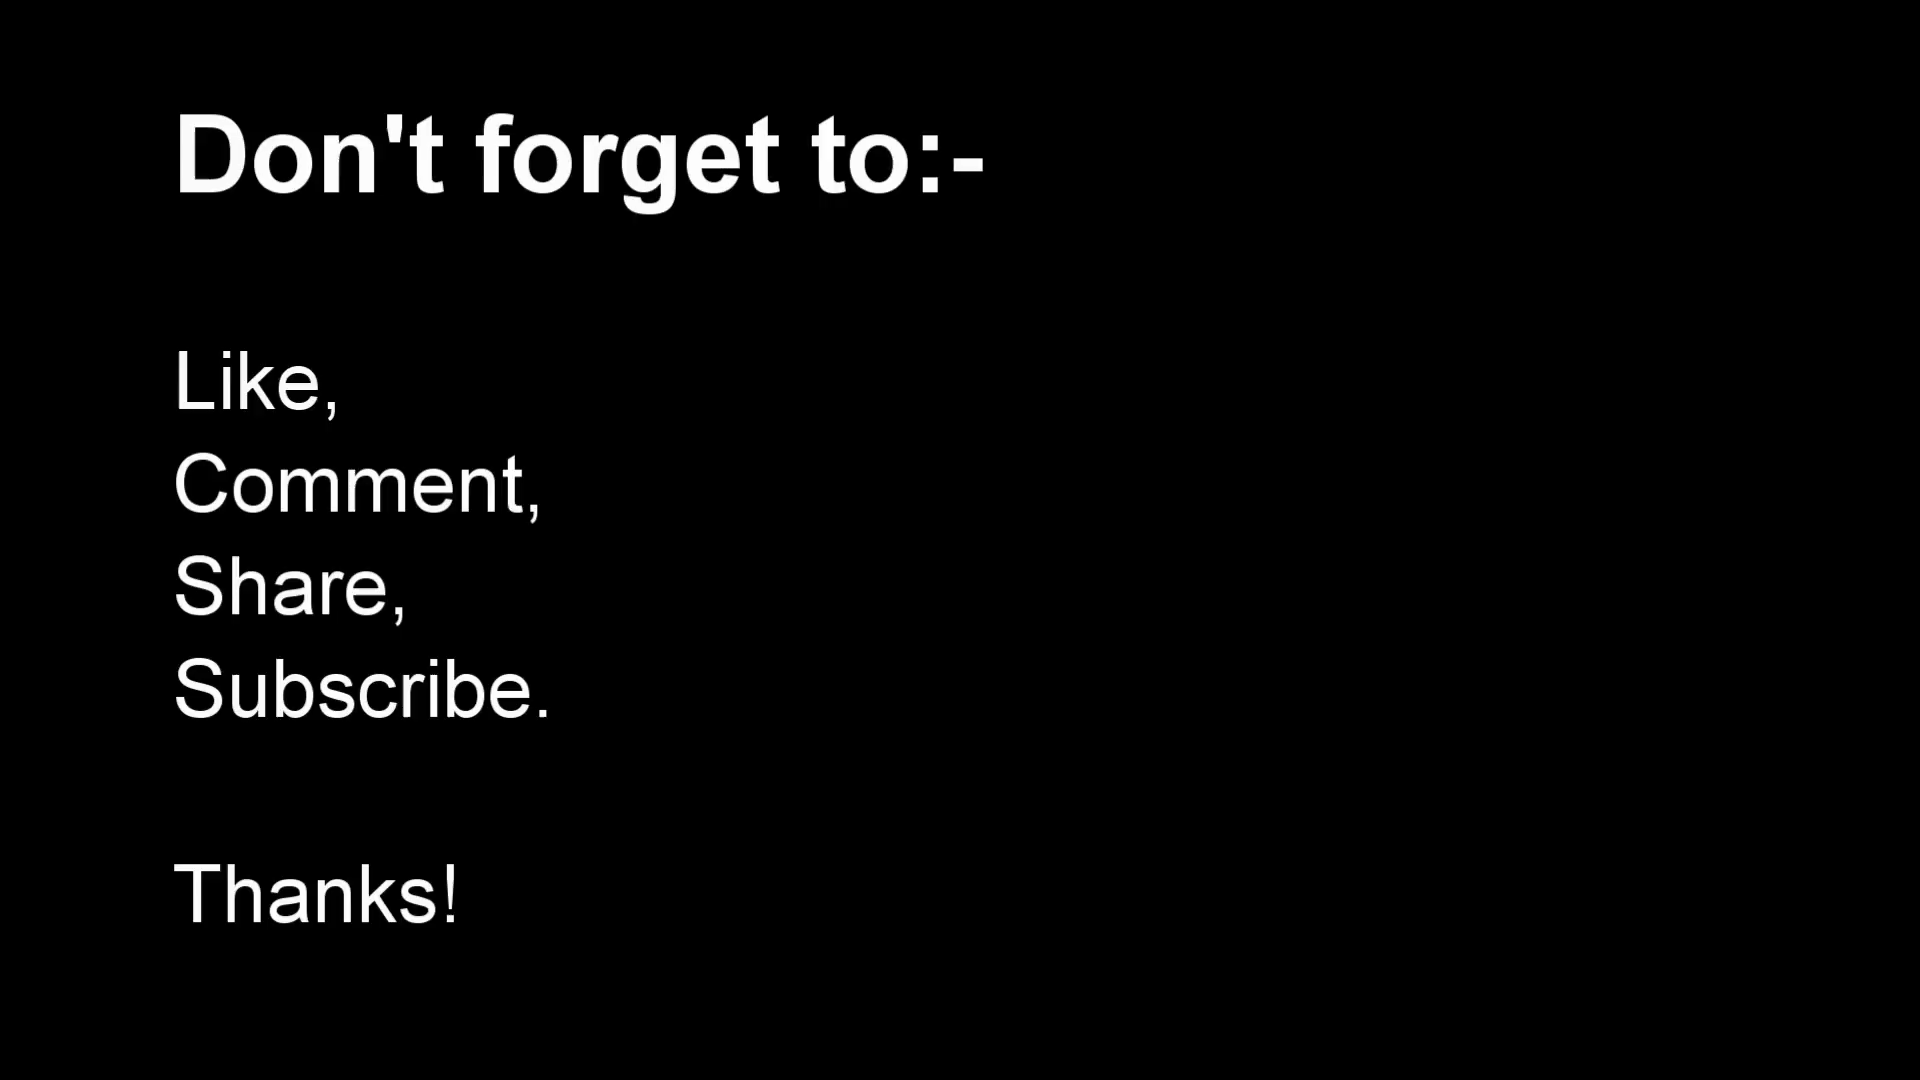 Don't forget to:-
Like,
Comment,
Share,
Subscribe.
Thanks!